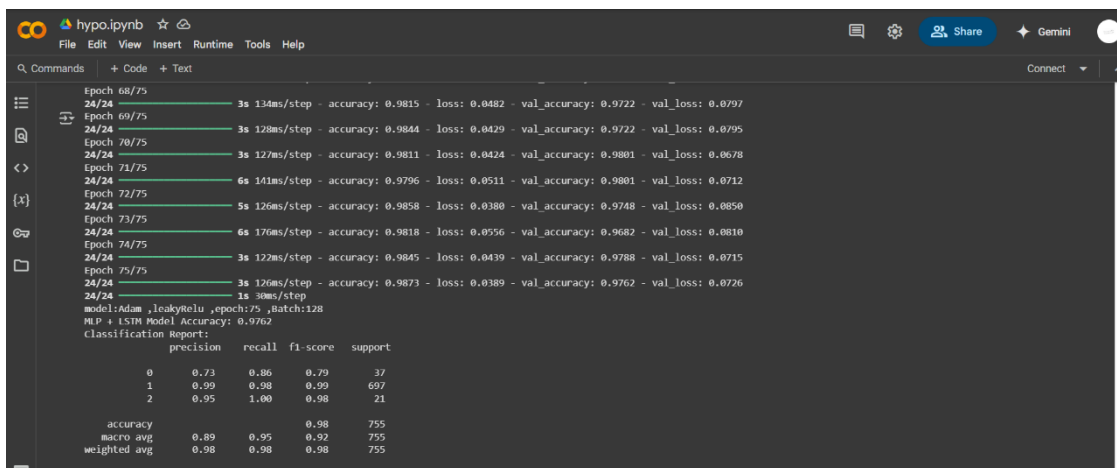 hypo.ipynb
File Edit View Insert Runtime Tools Help
Share
Gemini
Commands + Code + Text
Connect
Epoch 68/75
24/24 3s 134ms/step - accuracy: 0.9815 - loss: 0.0482 - val_accuracy: 0.9722 - val_loss: 0.0797
Epoch 69/75
24/24 3s 128ms/step - accuracy: 0.9844 - loss: 0.0429 - val_accuracy: 0.9722 - val_loss: 0.0795
Epoch 70/75
24/24 3s 127ms/step - accuracy: 0.9811 - loss: 0.0424 - val_accuracy: 0.9801 - val_loss: 0.0678
Epoch 71/75
24/24 6s 141ms/step - accuracy: 0.9796 - loss: 0.0511 - val_accuracy: 0.9801 - val_loss: 0.0712
Epoch 72/75
24/24 5s 126ms/step - accuracy: 0.9858 - loss: 0.0380 - val_accuracy: 0.9748 - val_loss: 0.0850
Epoch 73/75
24/24 6s 176ms/step - accuracy: 0.9818 - loss: 0.0556 - val_accuracy: 0.9682 - val_loss: 0.0810
Epoch 74/75
24/24 3s 122ms/step - accuracy: 0.9845 - loss: 0.0439 - val_accuracy: 0.9788 - val_loss: 0.0715
Epoch 75/75
24/24 3s 126ms/step - accuracy: 0.9873 - loss: 0.0389 - val_accuracy: 0.9762 - val_loss: 0.0726
24/24 1s 30ms/step
model:Adam ,leakyRelu ,epoch:75 ,Batch:128
MLP + LSTM Model Accuracy: 0.9762
Classification Report:
precision recall f1-score support
0 0.73 0.86 0.79 37
1 0.99 0.98 0.99 697
2 0.95 1.00 0.98 21
accuracy 0.98 755
macro avg 0.89 0.95 0.92 755
weighted avg 0.98 0.98 0.98 755